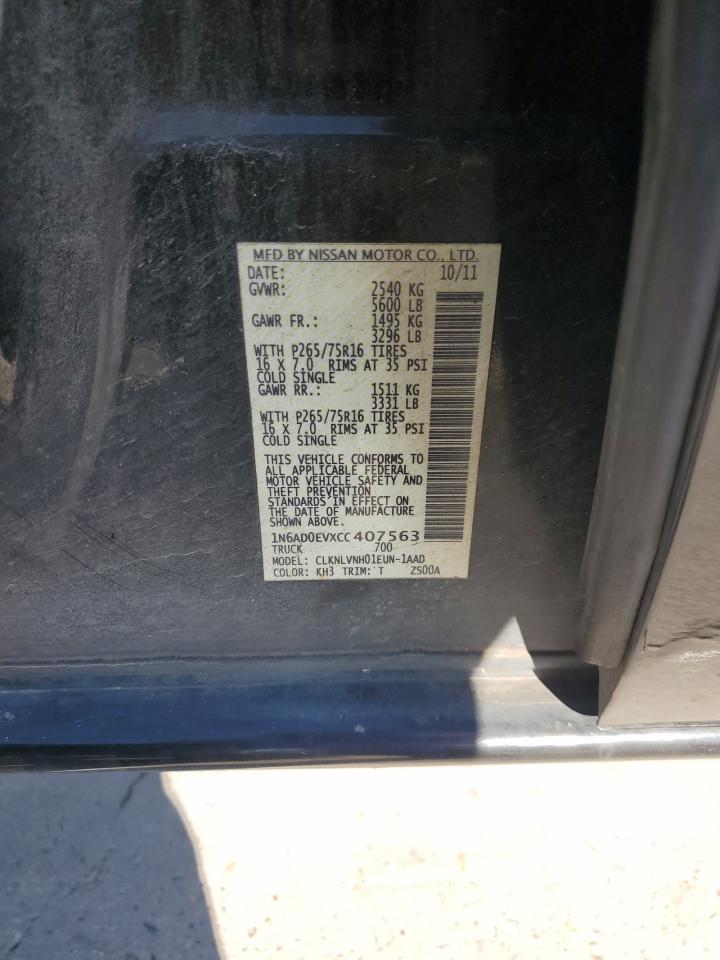 MFD BY NISSAN MOTOR CO., LTD.
DATE: 10/11
GVWR: 2540 KG
5600 LB
GAWR FR.: 1495 KG
3296 LB
WITH P265/75R16 TIRES
16 X 7.0 RIMS AT 35 PSI
COLD SINGLE
GAWR RR.: 1511 KG
3331 LB
WITH P265/75R16 TIRES
16 X 7.0 RIMS AT 35 PSI
COLD SINGLE
THIS VEHICLE CONFORMS TO
ALL APPLICABLE FEDERAL
MOTOR VEHICLE SAFETY AND
THEFT PREVENTION
STANDARDS IN EFFECT ON
THE DATE OF MANUFACTURE
SHOWN ABOVE.
1N6AD0EVXCC407563
TRUCK 700
MODEL: CLKNLVNH01EUN-1AAD
COLOR: KH3 TRIM: T ZS00A